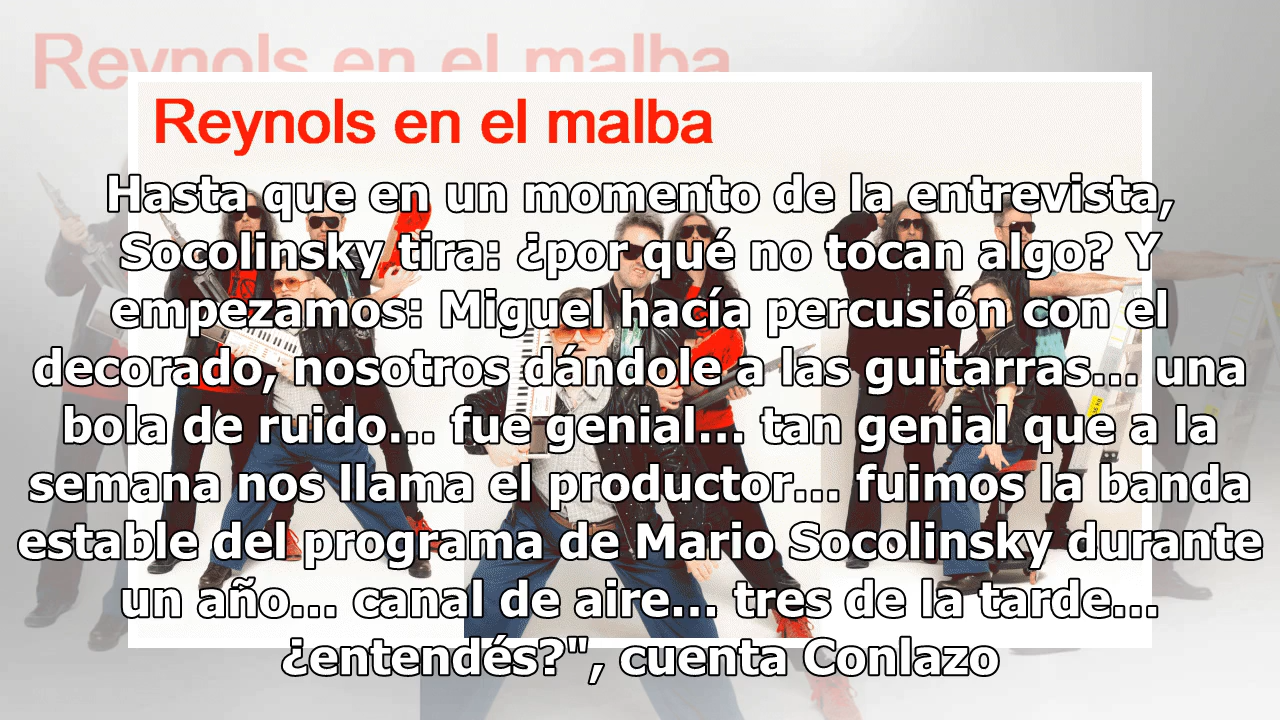 Reynols en el malba
Reynols en el malba
Hasta que en un momento de la entrevista,
Socolinsky tira: ¿por qué no tocan algo? Y
empezamos: Miguel hacía percusión con el
decorado, nosotros dándole a las guitarras... una
bola de ruido... fue genial... tan genial que a la
semana nos llama el productor... fuimos la banda
estable del programa de Mario Socolinsky durante
un año... canal de aire... tres de la tarde...
¿entendés?", cuenta Conlazo